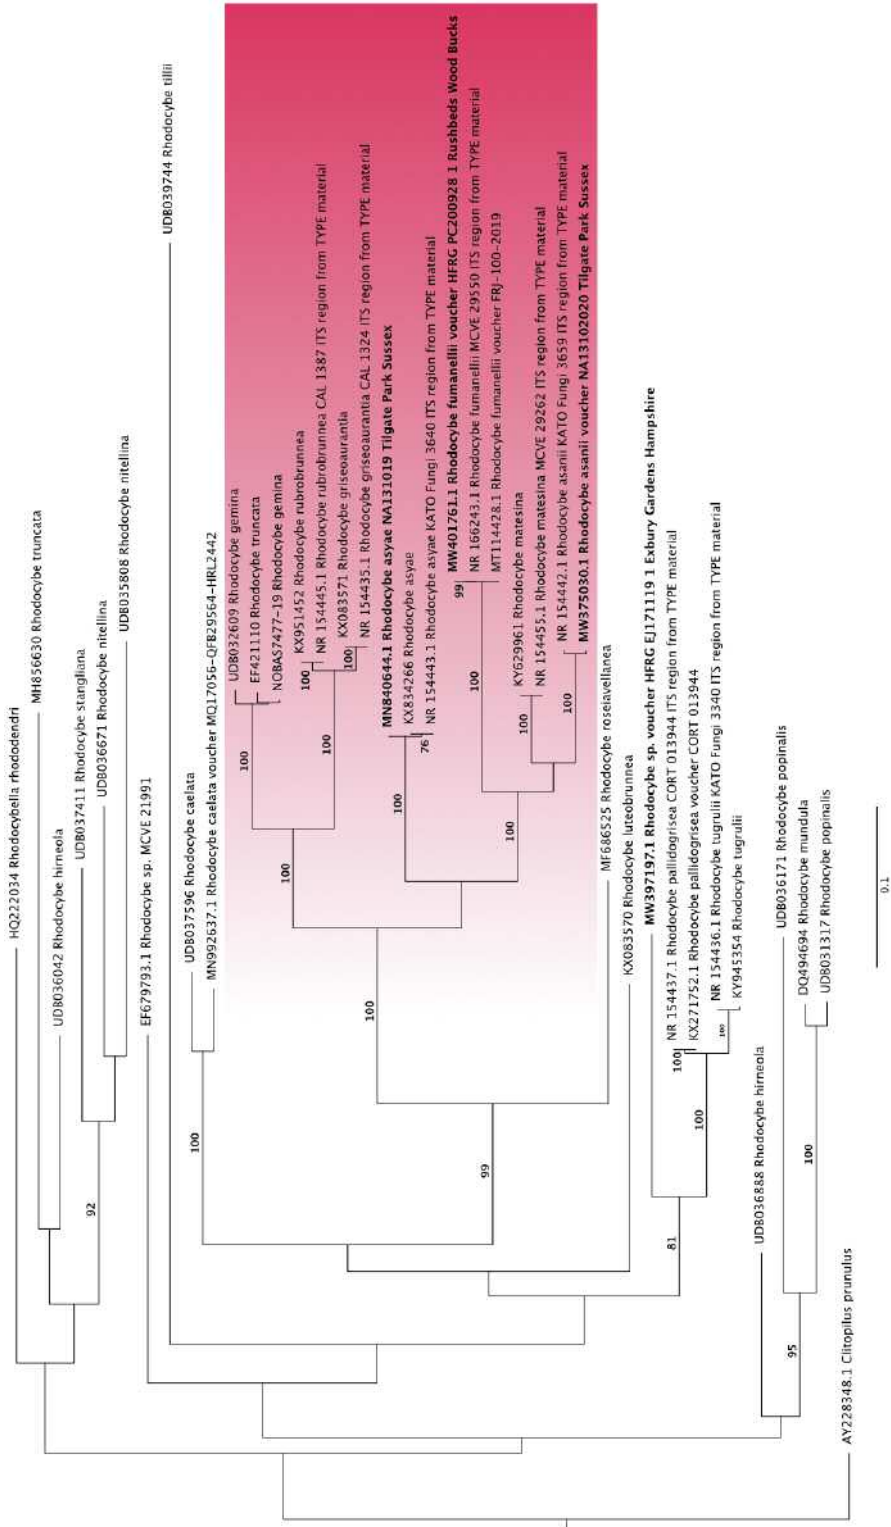 HQ222034 Rhodocybella rhododendri
MH856630 Rhodocybe truncata
UDB036042 Rhodocybe hirneola
UDB037411 Rhodocybe stangliana
92
UDB036671 Rhodocybe nitellina
UDB035808 Rhodocybe nitellina
EF679793.1 Rhodocybe sp. MCVE 21991
UDB039744 Rhodocybe tillii
UDB037596 Rhodocybe caelata
100
MN992637.1 Rhodocybe caelata voucher MQ17056-QFB29564-HRL2442
UDB032609 Rhodocybe gemina
100
EF421110 Rhodocybe truncata
NOBAS7477-19 Rhodocybe gemina
100
KX951452 Rhodocybe rubrobrunnea
100
NR 154445.1 Rhodocybe rubrobrunnea CAL 1387 ITS region from TYPE material
100
KX083571 Rhodocybe griseoaurantia
100
NR 154435.1 Rhodocybe griseoaurantia CAL 1324 ITS region from TYPE material
100
MN840644.1 Rhodocybe asyae NA131019 Tilgate Park Sussex
100
KX834266 Rhodocybe asyae
76
NR 154443.1 Rhodocybe asyae KATO Fungi 3640 ITS region from TYPE material
MW401761.1 Rhodocybe fumanellii voucher HFRG PC200928 1 Rushbeds Wood Bucks
99
NR 166243.1 Rhodocybe fumanellii MCVE 29550 ITS region from TYPE material
100
MT114428.1 Rhodocybe fumanellii voucher FRJ-100-2019
100
KY629961 Rhodocybe matesina
100
NR 154455.1 Rhodocybe matesina MCVE 29262 ITS region from TYPE material
NR 154442.1 Rhodocybe asanii KATO Fungi 3659 ITS region from TYPE material
100
MW375030.1 Rhodocybe asanii voucher NA13102020 Tilgate Park Sussex
99
MF686525 Rhodocybe roseiavellanea
KX083570 Rhodocybe luteobrunnea
MW397197.1 Rhodocybe sp. voucher HFRG EJ171119 1 Exbury Gardens Hampshire
81
NR 154437.1 Rhodocybe pallidogrisea CORT 013944 ITS region from TYPE material
100
KX271752.1 Rhodocybe pallidogrisea voucher CORT 013944
100
NR 154436.1 Rhodocybe tugrulii KATO Fungi 3340 ITS region from TYPE material
100
KY945354 Rhodocybe tugrulii
UDB036888 Rhodocybe hirneola
UDB036171 Rhodocybe popinalis
95
DQ494694 Rhodocybe mundula
100
UDB031317 Rhodocybe popinalis
AY228348.1 Clitopilus prunulus
0.1